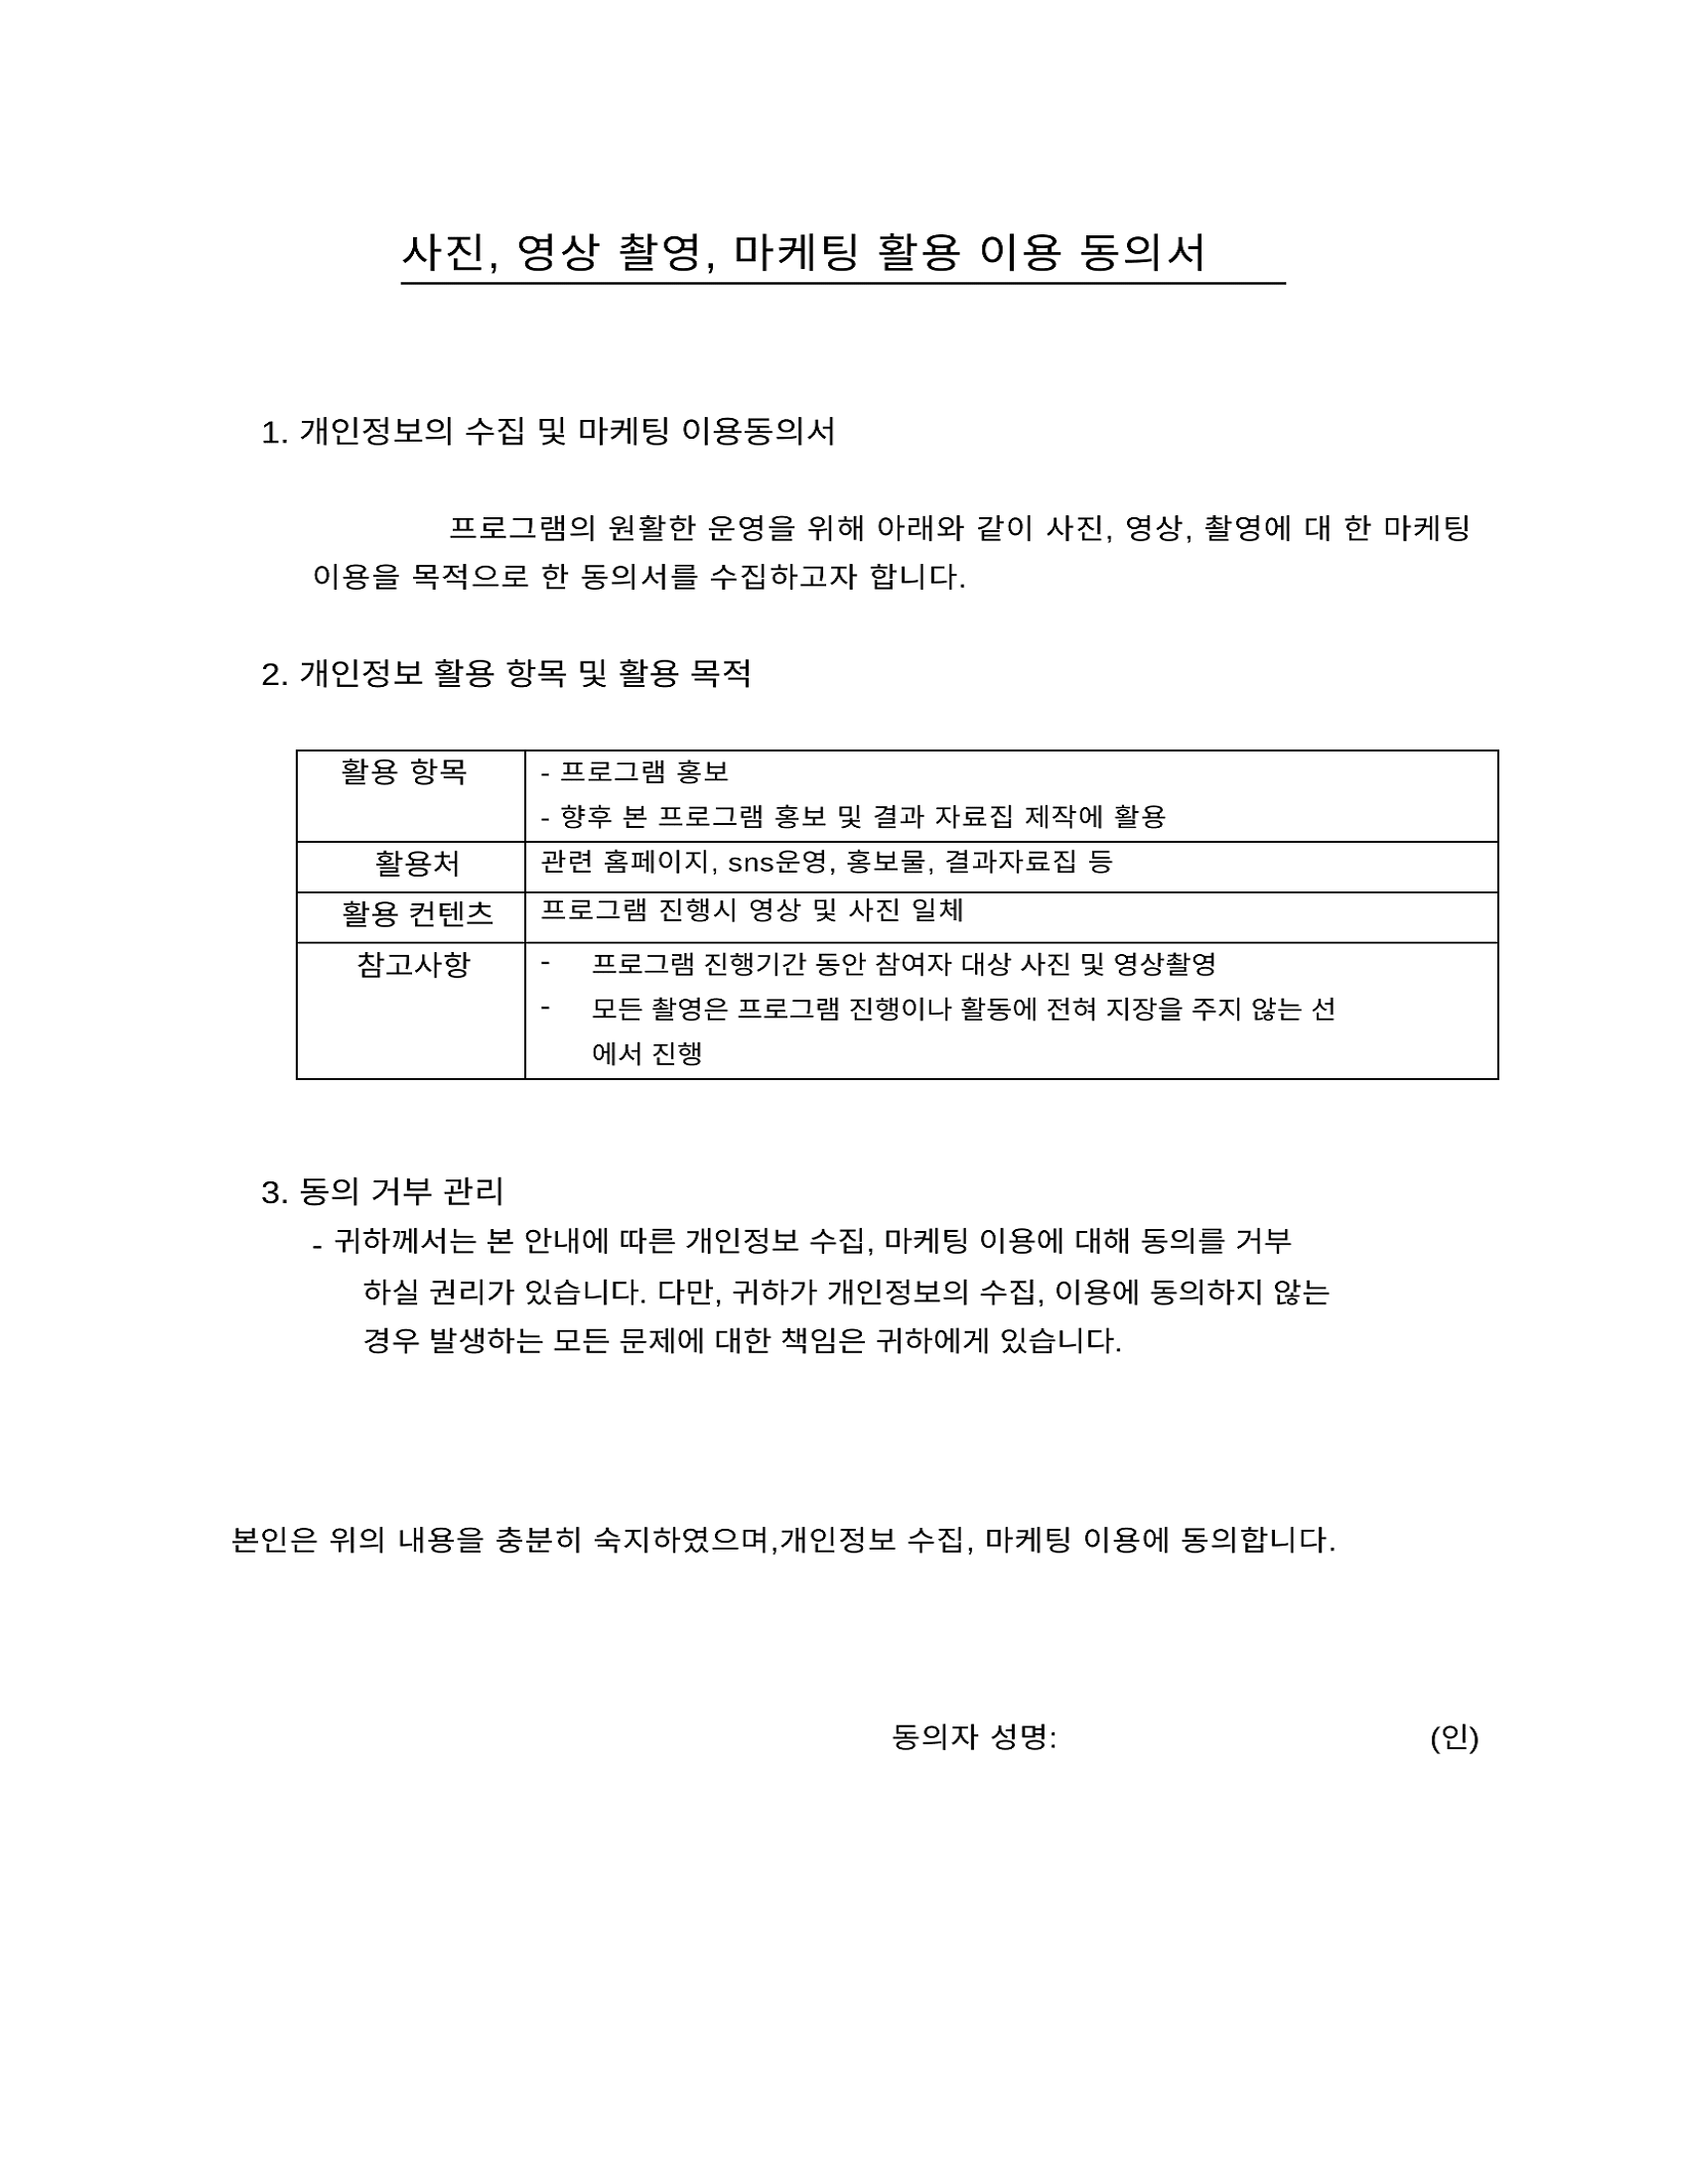 사진, 영상 촬영, 마케팅 활용 이용 동의서
1. 개인정보의 수집 및 마케팅 이용동의서
프로그램의 원활한 운영을 위해 아래와 같이 사진, 영상, 촬영에 대 한 마케팅
이용을 목적으로 한 동의서를 수집하고자 합니다.
2. 개인정보 활용 항목 및 활용 목적
활용 항목
- 프로그램 홍보
- 향후 본 프로그램 홍보 및 결과 자료집 제작에 활용
활용처
관련 홈페이지, sns운영, 홍보물, 결과자료집 등
활용 컨텐츠
프로그램 진행시 영상 및 사진 일체
참고사항
- 프로그램 진행기간 동안 참여자 대상 사진 및 영상촬영
- 모든 촬영은 프로그램 진행이나 활동에 전혀 지장을 주지 않는 선
에서 진행
3. 동의 거부 관리
- 귀하께서는 본 안내에 따른 개인정보 수집, 마케팅 이용에 대해 동의를 거부
하실 권리가 있습니다. 다만, 귀하가 개인정보의 수집, 이용에 동의하지 않는
경우 발생하는 모든 문제에 대한 책임은 귀하에게 있습니다.
본인은 위의 내용을 충분히 숙지하였으며,개인정보 수집, 마케팅 이용에 동의합니다.
동의자 성명: (인)